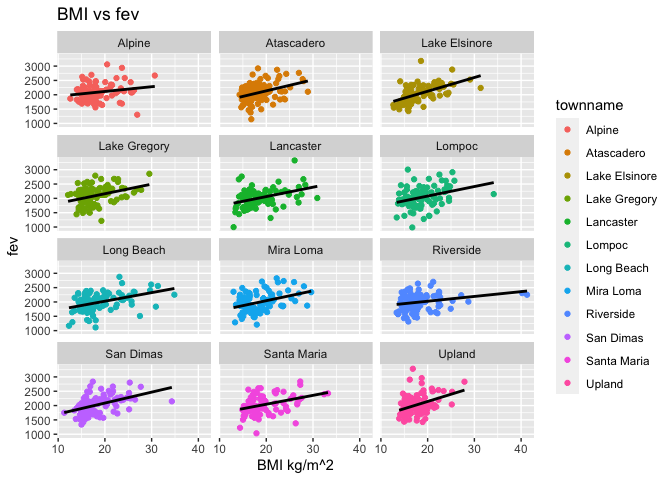 BMI vs fev
Alpine Atascadero Lake Elsinore
3000
2500
2000
1500
1000
Lake Gregory Lancaster Lompoc
3000
2500
2000
1500
1000
Long Beach Mira Loma Riverside
3000
2500
2000
1500
1000
San Dimas Santa Maria Upland
3000
2500
2000
1500
1000
10 20 30 40 10 20 30 40 10 20 30 40
BMI kg/m^2
fev
townname
Alpine
Atascadero
Lake Elsinore
Lake Gregory
Lancaster
Lompoc
Long Beach
Mira Loma
Riverside
San Dimas
Santa Maria
Upland